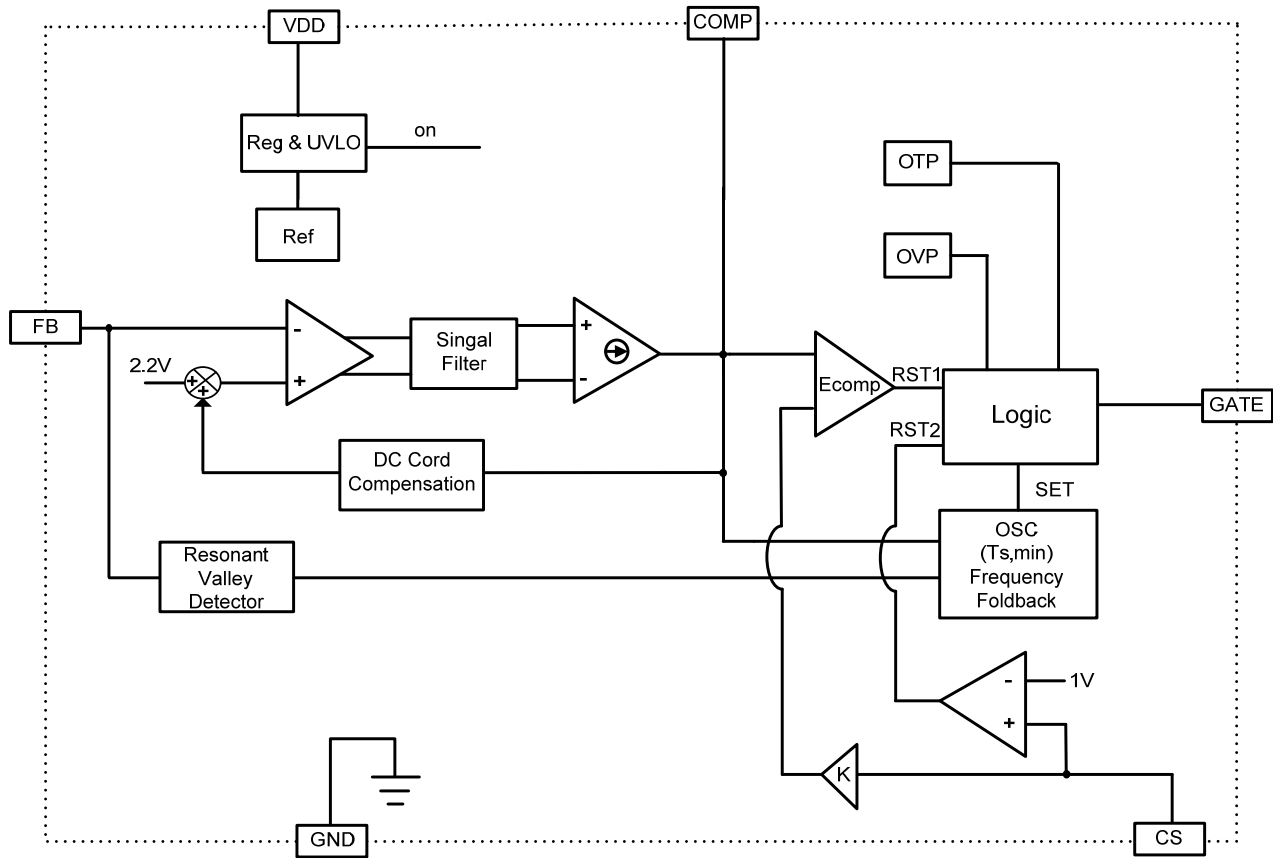 VDD
COMP
Reg & UVLO
on
OTP
Ref
OVP
FB
-
+
2.2V
+
+
-
+
Singal
Filter
Ecomp
RST1
Logic
GATE
RST2
DC Cord
Compensation
SET
OSC
(Ts,min)
Frequency
Foldback
Resonant
Valley
Detector
-
1V
+
K
GND
CS